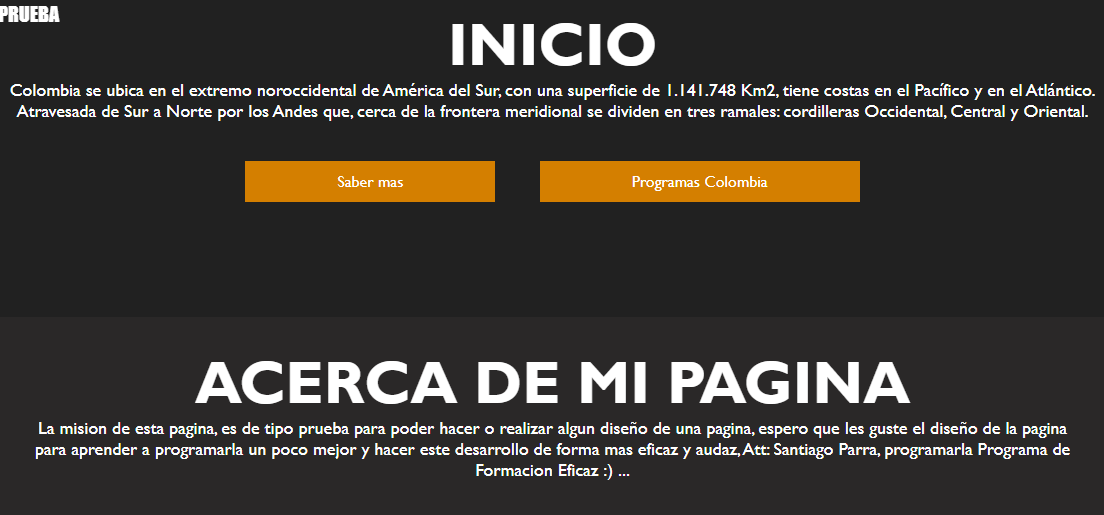 PRUEBA
INICIO
Colombia se ubica en el extremo noroccidental de América del Sur, con una superficie de 1.141.748 Km2, tiene costas en el Pacífico y en el Atlántico.
Atravesada de Sur a Norte por los Andes que, cerca de la frontera meridional se dividen en tres ramales: cordilleras Occidental, Central y Oriental.
Saber mas
Programas Colombia
ACERCA DE MI PAGINA
La mision de esta pagina, es de tipo prueba para poder hacer o realizar algun diseño de una pagina, espero que les guste el diseño de la pagina
para aprender a programarla un poco mejor y hacer este desarrollo de forma mas eficaz y audaz, Att: Santiago Parra, programarla Programa de
Formacion Eficaz :) ...